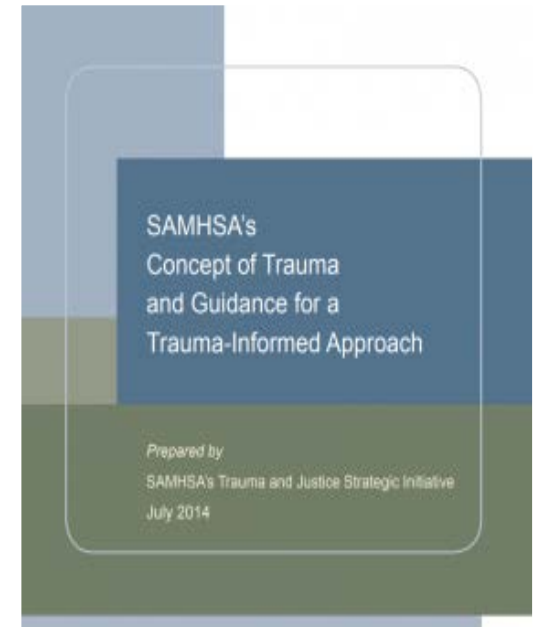 SAMHSA's
Concept of Trauma
and Guidance for a
Trauma-Informed Approach
Prepared by
SAMHSA's Trauma and Justice Strategic Initiative
July 2014